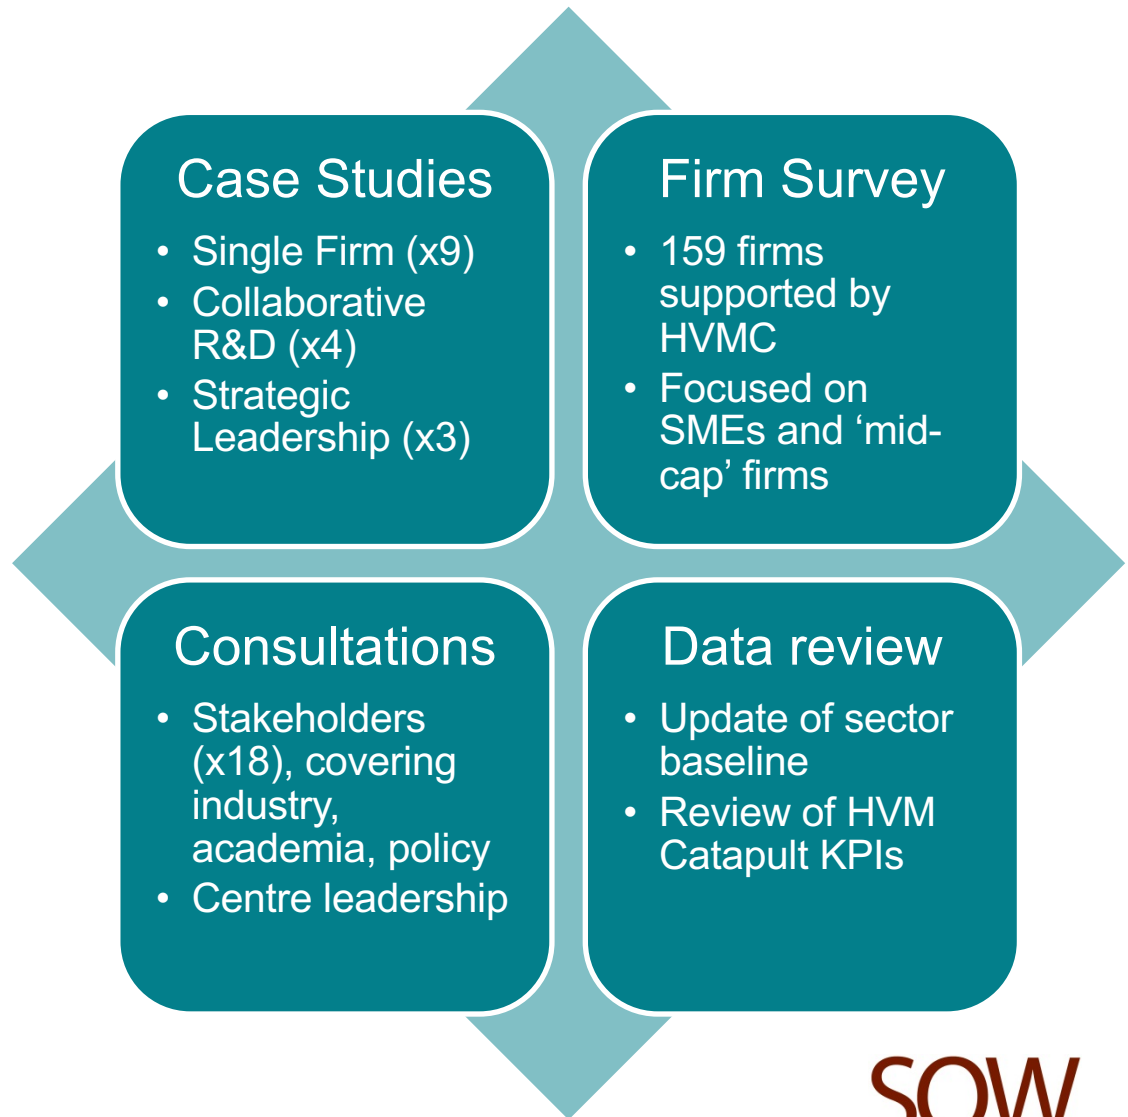 Case Studies
• Single Firm (x9)
• Collaborative
R&D (x4)
• Strategic
Leadership (x3)
Firm Survey
• 159 firms
supported by
HVMC
• Focused on
SMEs and ‘mid-
cap’ firms
Consultations
• Stakeholders
(x18), covering
industry,
academia, policy
• Centre leadership
Data review
• Update of sector
baseline
• Review of HVM
Catapult KPIs
SQW